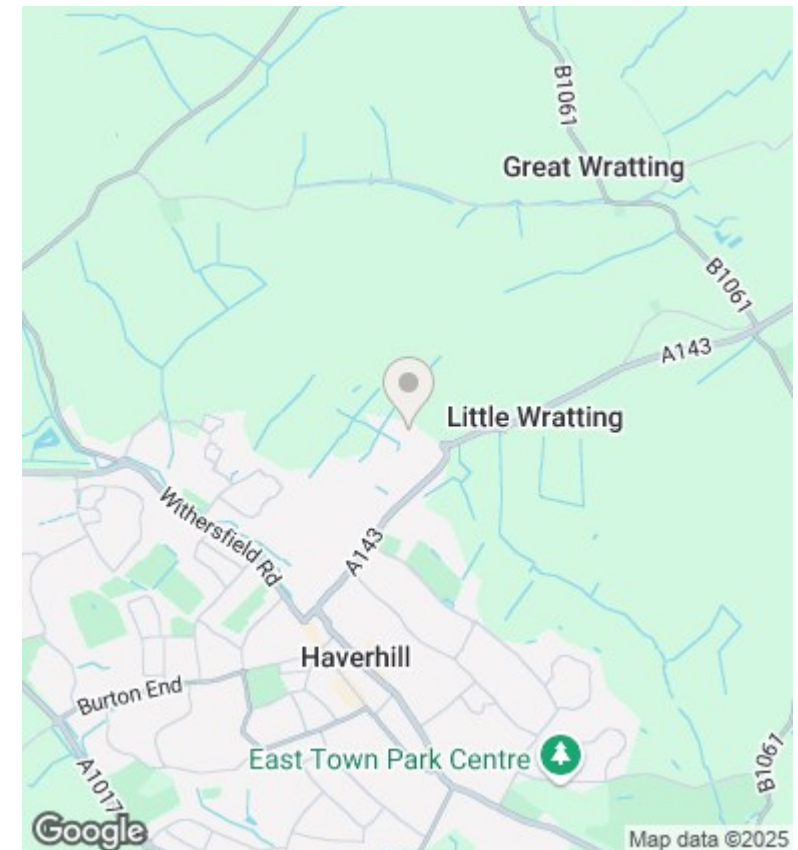 B1061
Great Wratting
B1061
A143
Little Wratting
Withersfield Rd
A143
Haverhill
Burton End
East Town Park Centre
A1017
B1061
Google
Map data ©2025